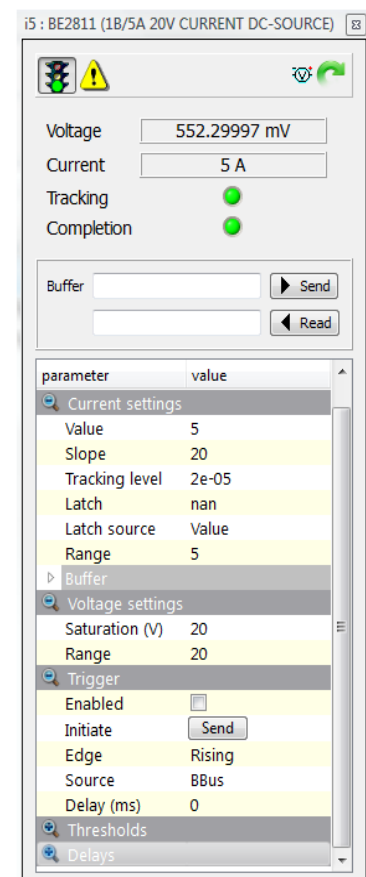 i5 : BE2811 (1B/5A 20V CURRENT DC-SOURCE)
Voltage 552.29997 mV
Current 5 A
Tracking
Completion
Buffer Send
Read
parameter value
Current settings
Value 5
Slope 20
Tracking level 2e-05
Latch nan
Latch source Value
Range 5
Buffer
Voltage settings
Saturation (V) 20
Range 20
Trigger
Enabled
Initiate Send
Edge Rising
Source BBus
Delay (ms) 0
Thresholds
Delays